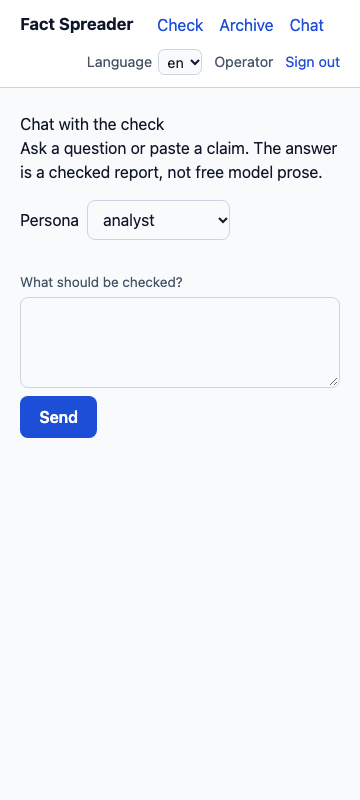 Fact Spreader Check Archive Chat
Language en Operator Sign out
Chat with the check
Ask a question or paste a claim. The answer
is a checked report, not free model prose.
Persona analyst
What should be checked?
Send